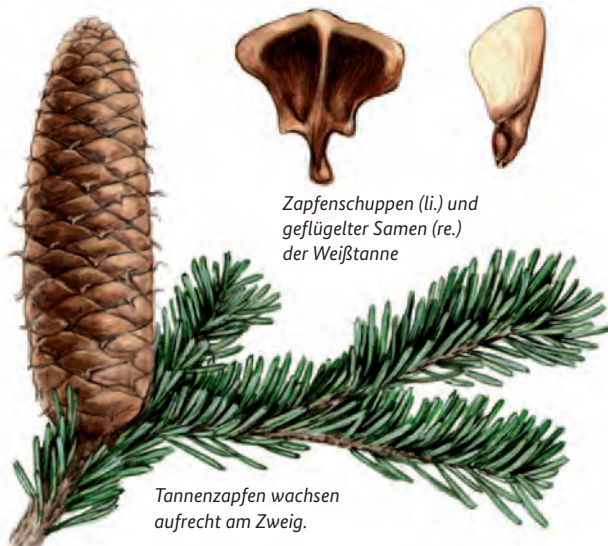 Zapfenschuppen (li.) und
geflügelter Samen (re.)
der Weißtanne
Tannenzapfen wachsen
aufrecht am Zweig.